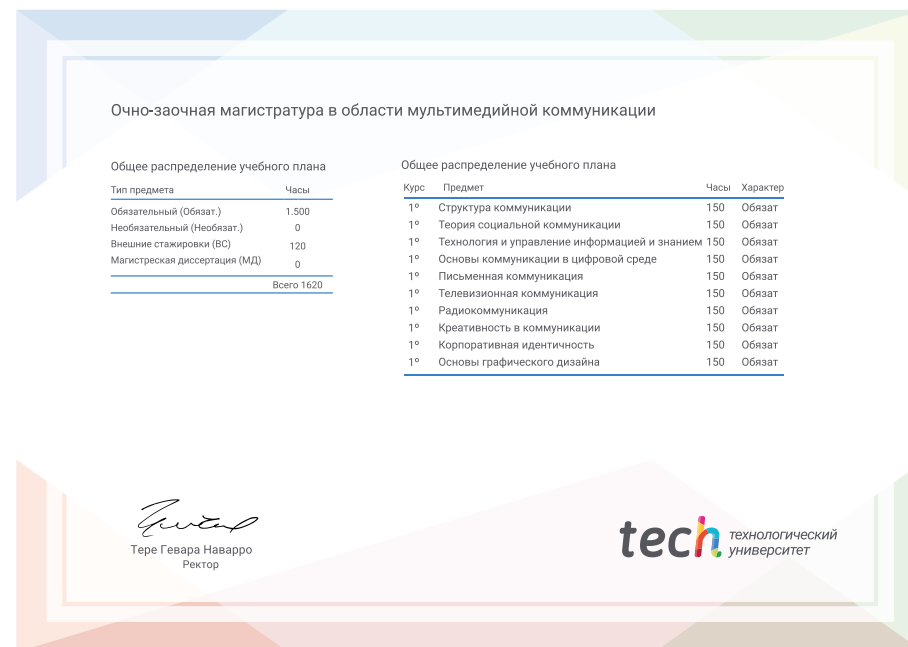 Очно-заочная магистратура в области мультимедийной коммуникации
Общее распределение учебного плана
Тип предмета Часы
Обязательный (Обязат.) 1.500
Необязательный (Необязат.) 0
Внешние стажировки (ВС) 120
Магистреская диссертация (МД) 0
Всего 1620
Общее распределение учебного плана
Курс Предмет Часы Характер
1º Структура коммуникации 150 Обязат
1º Теория социальной коммуникации 150 Обязат
1º Технология и управление информацией и знанием 150 Обязат
1º Основы коммуникации в цифровой среде 150 Обязат
1º Письменная коммуникация 150 Обязат
1º Телевизионная коммуникация 150 Обязат
1º Радиокоммуникация 150 Обязат
1º Креативность в коммуникации 150 Обязат
1º Корпоративная идентичность 150 Обязат
1º Основы графического дизайна 150 Обязат
Тере Гевара Наварро
Ректор
tech технологический
университет